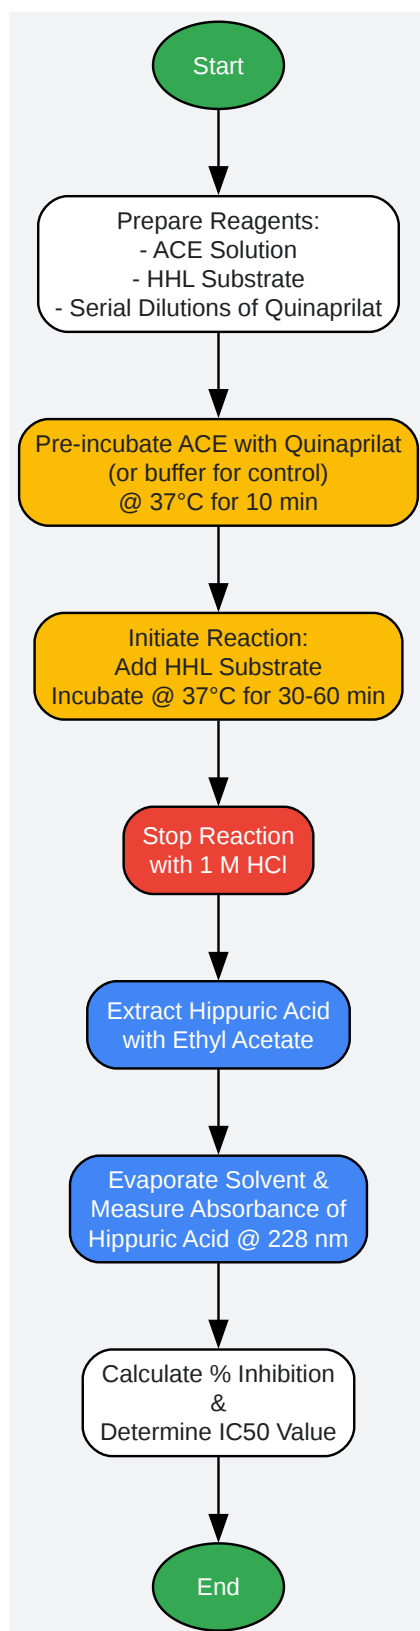 Start
Prepare Reagents:
- ACE Solution
- HHL Substrate
- Serial Dilutions of Quinaprilat
Pre-incubate ACE with Quinaprilat
(or buffer for control)
@ 37°C for 10 min
Initiate Reaction:
Add HHL Substrate
Incubate @ 37°C for 30-60 min
Stop Reaction
with 1 M HCl
Extract Hippuric Acid
with Ethyl Acetate
Evaporate Solvent &
Measure Absorbance of
Hippuric Acid @ 228 nm
Calculate % Inhibition
&
Determine IC50 Value
End